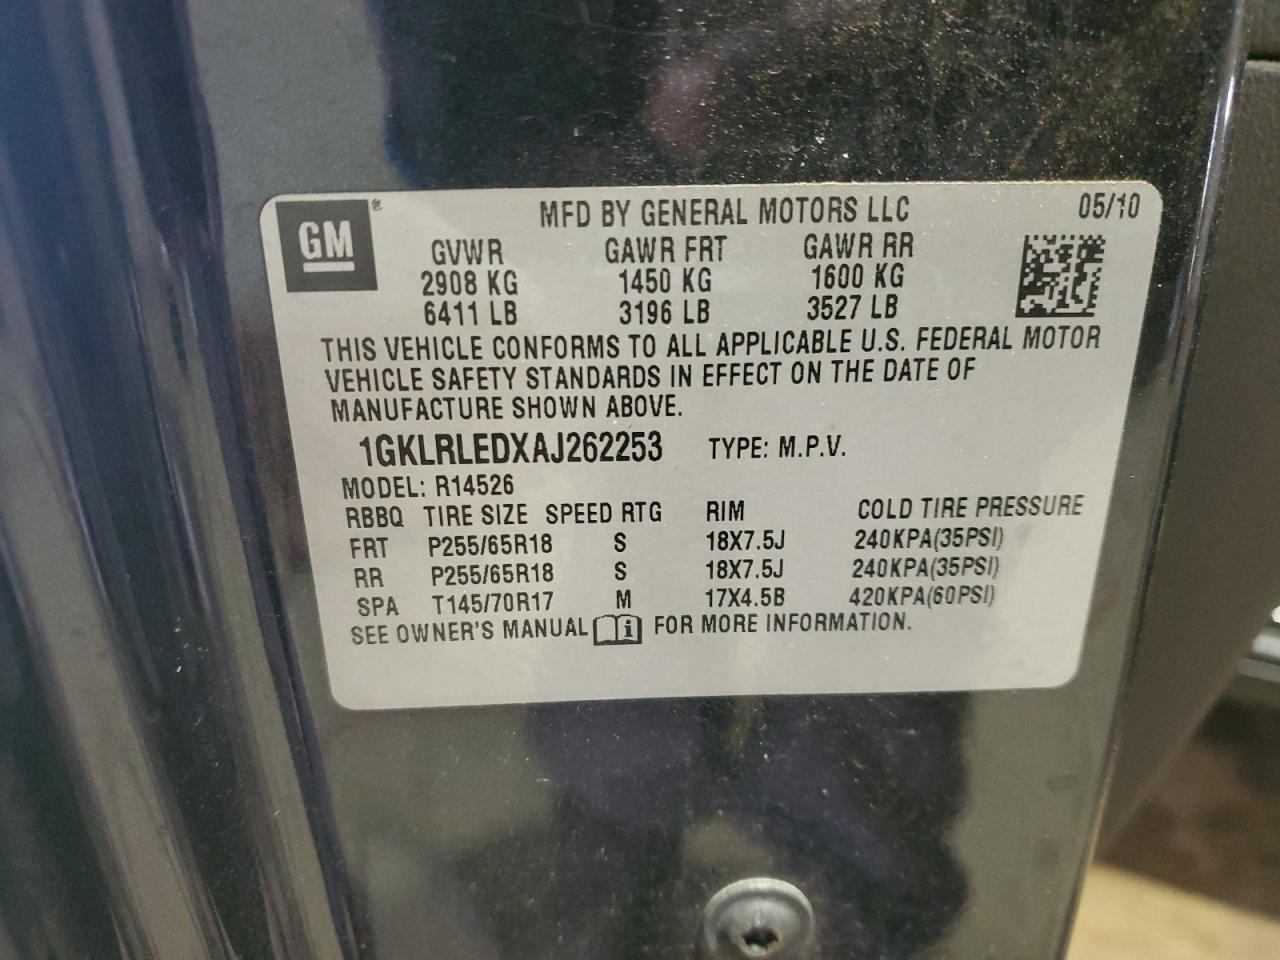 GM ® MFD BY GENERAL MOTORS LLC 05/10
GVWR GAWR FRT GAWR RR
2908 KG 1450 KG 1600 KG
6411 LB 3196 LB 3527 LB
THIS VEHICLE CONFORMS TO ALL APPLICABLE U.S. FEDERAL MOTOR
VEHICLE SAFETY STANDARDS IN EFFECT ON THE DATE OF
MANUFACTURE SHOWN ABOVE.
1GKLRLEDXAJ262253 TYPE: M.P.V.
MODEL: R14526
RBBQ TIRE SIZE SPEED RTG RIM COLD TIRE PRESSURE
FRT P255/65R18 S 18X7.5J 240KPA(35PSI)
RR P255/65R18 S 18X7.5J 240KPA(35PSI)
SPA T145/70R17 M 17X4.5B 420KPA(60PSI)
SEE OWNER'S MANUAL i FOR MORE INFORMATION.